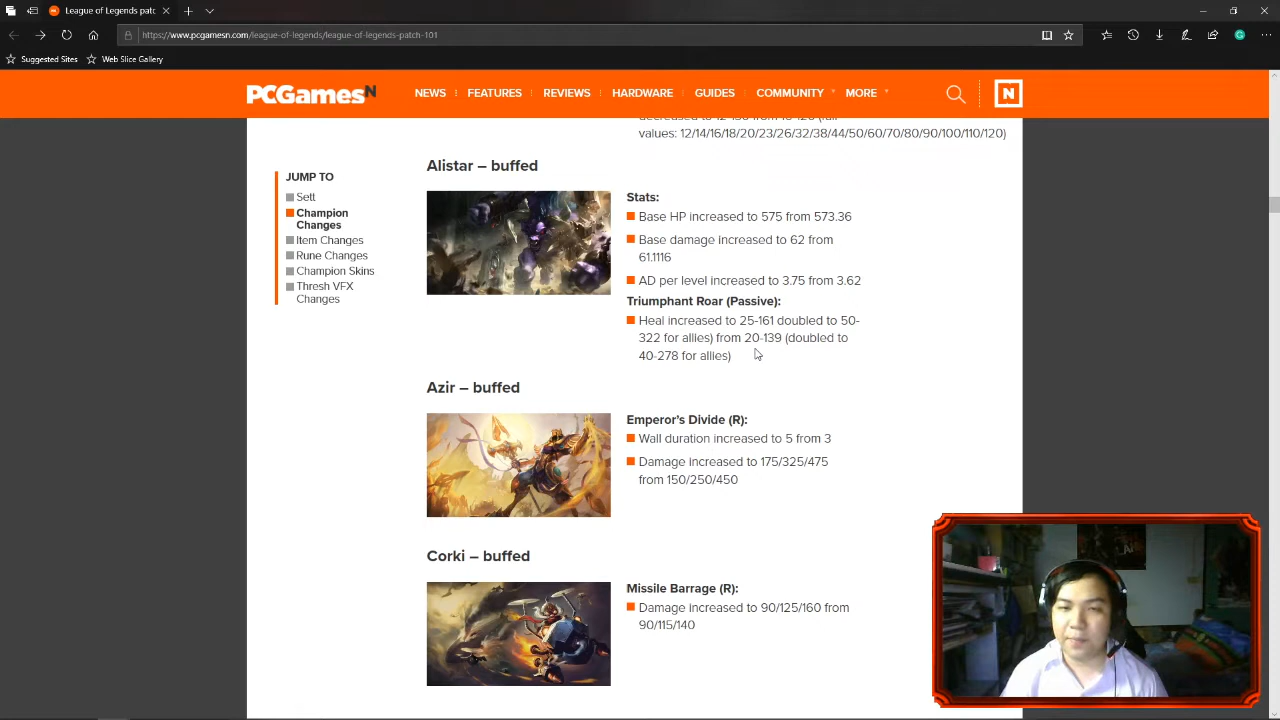 League of Legends patc
https://www.pcgamesn.com/league-of-legends/league-of-legends-patch-101
Suggested Sites
Web Slice Gallery
PCGamesN
NEWS
FEATURES
REVIEWS
HARDWARE
GUIDES
COMMUNITY
MORE
N
values: 12/14/16/18/20/23/26/32/38/44/50/60/70/80/90/100/110/120)
JUMP TO
Sett
Champion
Changes
Item Changes
Rune Changes
Champion Skins
Thresh VFX
Changes
Alistar – buffed
Stats:
Base HP increased to 575 from 573.36
Base damage increased to 62 from
61.1116
AD per level increased to 3.75 from 3.62
Triumphant Roar (Passive):
Heal increased to 25-161 doubled to 50-
322 for allies) from 20-139 (doubled to
40-278 for allies)
Azir – buffed
Emperor's Divide (R):
Wall duration increased to 5 from 3
Damage increased to 175/325/475
from 150/250/450
Corki – buffed
Missile Barrage (R):
Damage increased to 90/125/160 from
90/115/140